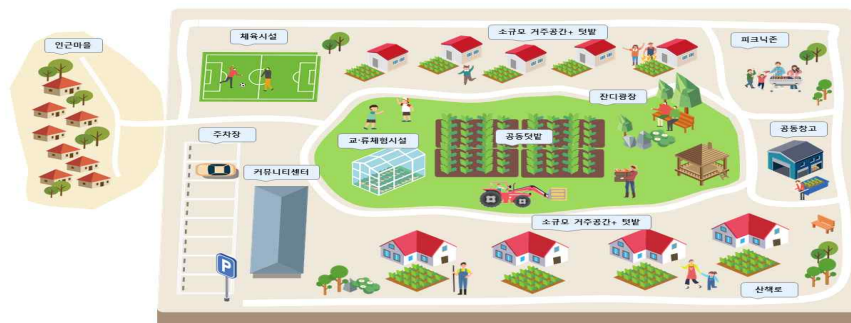 인근마을
체육시설
소규모 거주공간+ 텃밭
피크닉존
잔디광장
주차장
교·류체험시설
공동텃밭
공동창고
커뮤니티센터
소규모 거주공간+ 텃밭
산책로
P